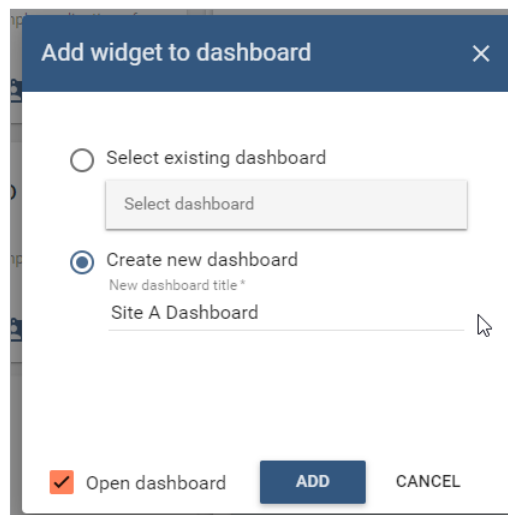 Add widget to dashboard
Select existing dashboard
Select dashboard
Create new dashboard
New dashboard title *
Site A Dashboard
Open dashboard
ADD
CANCEL